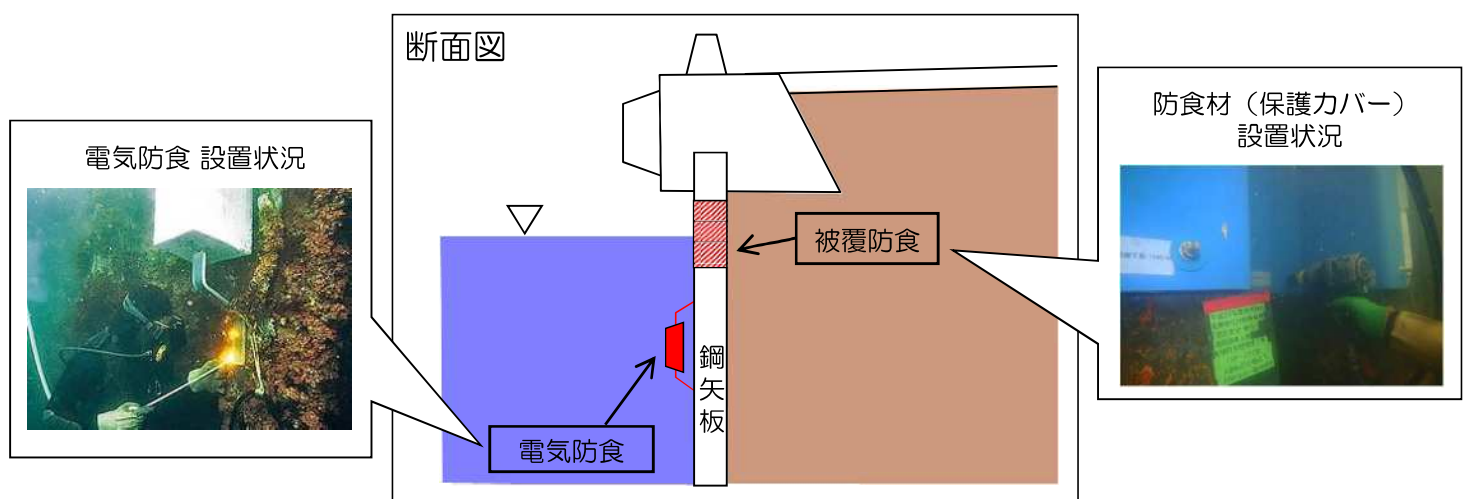 断面図
電気防食 設置状況
防食材（保護カバー）
設置状況
被覆防食
鋼矢板
電気防食